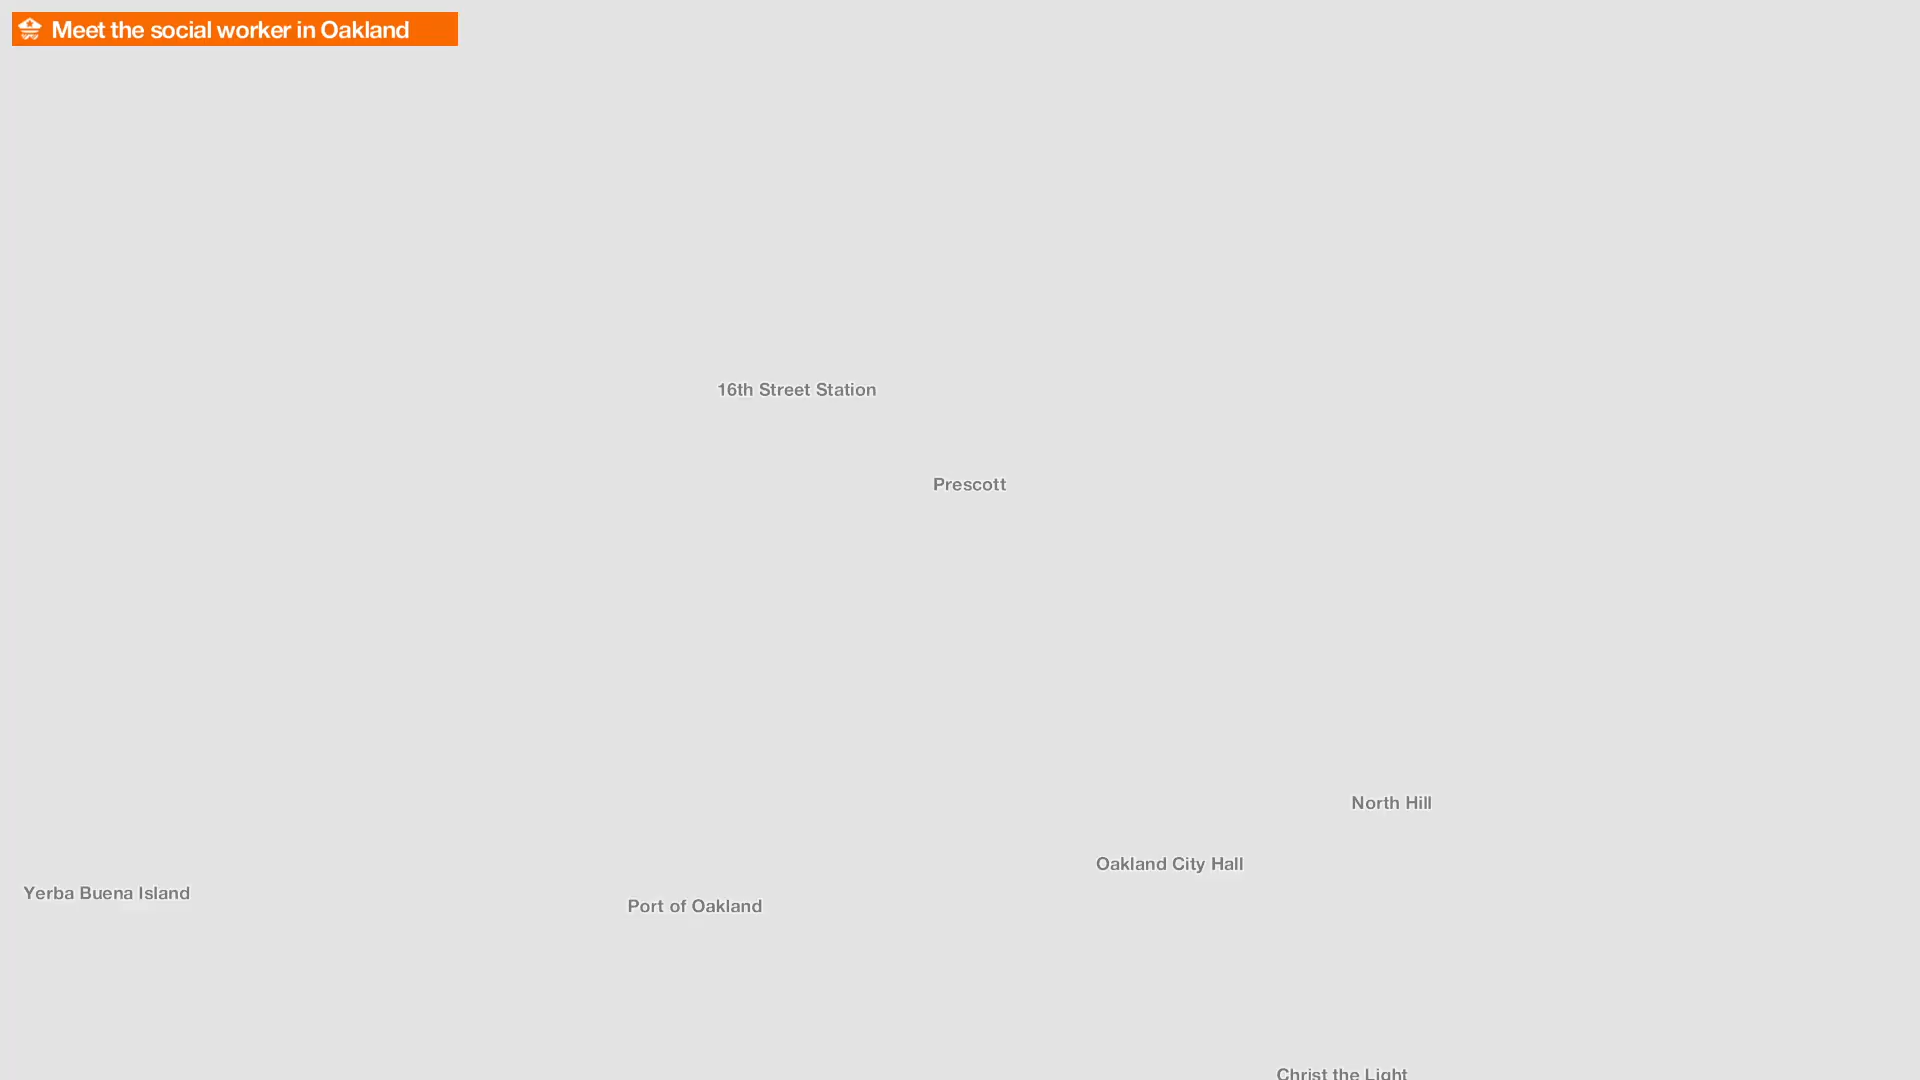 Meet the social worker in Oakland
16th Street Station
Prescott
North Hill
Oakland City Hall
Yerba Buena Island
Port of Oakland
Christ the Light